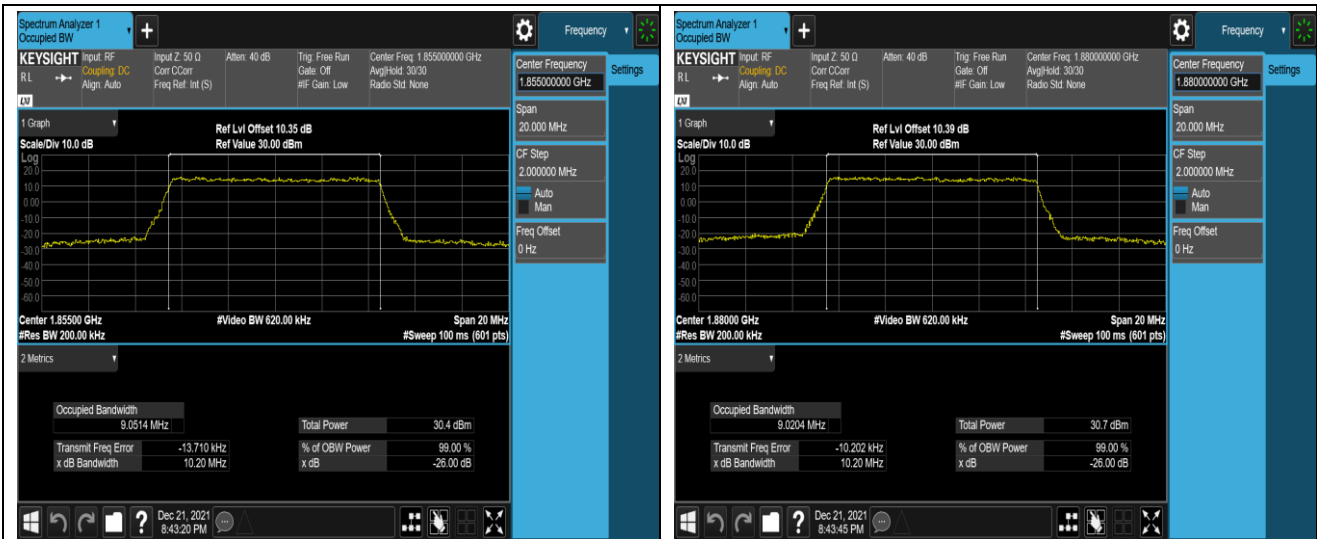 Spectrum Analyzer 1
Occupied BW
Frequency
KEYSIGHT
Input: RF
Coupling: DC
Align: Auto
Input Z: 50 Ω
Corr CCorr
Freq Ref: Int (S)
Atten: 40 dB
Trig: Free Run
Gate: Off
#IF Gain: Low
Center Freq: 1.855000000 GHz
Avg|Hold: 30/30
Radio Std: None
R L
LXI
Center Frequency
1.855000000 GHz
Settings
Span
20.000 MHz
CF Step
2.000000 MHz
Auto
Man
Freq Offset
0 Hz
1 Graph
Scale/Div 10.0 dB
Ref Lvl Offset 10.35 dB
Ref Value 30.00 dBm
Log
20.0
10.0
0.00
-10.0
-20.0
-30.0
-40.0
-50.0
-60.0
Center 1.85500 GHz
#Video BW 620.00 kHz
Span 20 MHz
#Res BW 200.00 kHz
#Sweep 100 ms (601 pts)
2 Metrics
Occupied Bandwidth
9.0514 MHz
Total Power 30.4 dBm
Transmit Freq Error -13.710 kHz
% of OBW Power 99.00 %
x dB Bandwidth 10.20 MHz
x dB -26.00 dB
?
Dec 21, 2021
8:43:20 PM
Spectrum Analyzer 1
Occupied BW
Frequency
KEYSIGHT
Input: RF
Coupling: DC
Align: Auto
Input Z: 50 Ω
Corr CCorr
Freq Ref: Int (S)
Atten: 40 dB
Trig: Free Run
Gate: Off
#IF Gain: Low
Center Freq: 1.880000000 GHz
Avg|Hold: 30/30
Radio Std: None
R L
LXI
Center Frequency
1.880000000 GHz
Settings
Span
20.000 MHz
CF Step
2.000000 MHz
Auto
Man
Freq Offset
0 Hz
1 Graph
Scale/Div 10.0 dB
Ref Lvl Offset 10.39 dB
Ref Value 30.00 dBm
Log
20.0
10.0
0.00
-10.0
-20.0
-30.0
-40.0
-50.0
-60.0
Center 1.88000 GHz
#Video BW 620.00 kHz
Span 20 MHz
#Res BW 200.00 kHz
#Sweep 100 ms (601 pts)
2 Metrics
Occupied Bandwidth
9.0204 MHz
Total Power 30.7 dBm
Transmit Freq Error -10.202 kHz
% of OBW Power 99.00 %
x dB Bandwidth 10.20 MHz
x dB -26.00 dB
?
Dec 21, 2021
8:43:45 PM